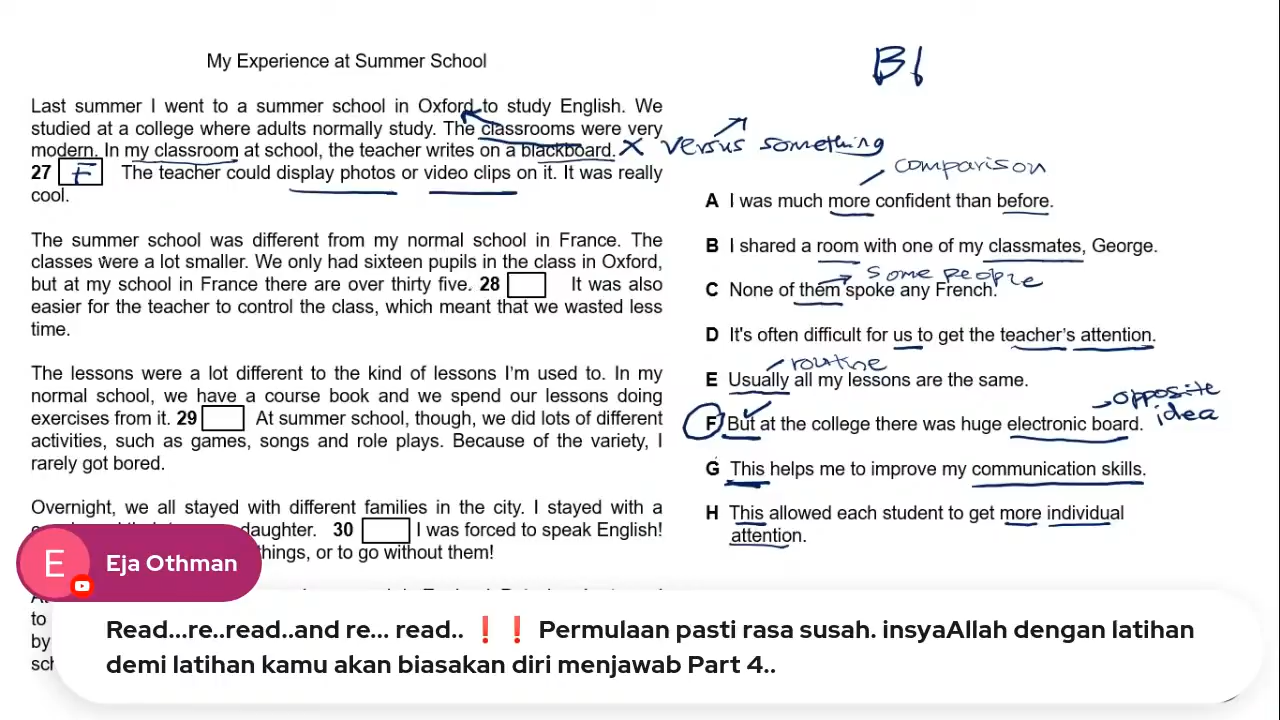 My Experience at Summer School
B1
Last summer I went to a summer school in Oxford to study English. We
studied at a college where adults normally study. The classrooms were very
modern. In my classroom at school, the teacher writes on a blackboard. X versus something
27 F The teacher could display photos or video clips on it. It was really
cool.
The summer school was different from my normal school in France. The
classes were a lot smaller. We only had sixteen pupils in the class in Oxford,
but at my school in France there are over thirty five. 28 It was also
easier for the teacher to control the class, which meant that we wasted less
time.
The lessons were a lot different to the kind of lessons I'm used to. In my
normal school, we have a course book and we spend our lessons doing
exercises from it. 29 At summer school, though, we did lots of different
activities, such as games, songs and role plays. Because of the variety, I
rarely got bored.
Overnight, we all stayed with different families in the city. I stayed with a
daughter. 30 I was forced to speak English!
things, or to go without them!
to
by
comparison
A I was much more confident than before.
B I shared a room with one of my classmates, George.
some people
C None of them spoke any French.
D It's often difficult for us to get the teacher's attention.
routine
E Usually all my lessons are the same.
opposite
idea
F But at the college there was huge electronic board.
G This helps me to improve my communication skills.
H This allowed each student to get more individual
attention.
E Eja Othman
Read...re..read..and re... read.. ❗ ❗ Permulaan pasti rasa susah. insyaAllah dengan latihan
demi latihan kamu akan biasakan diri menjawab Part 4..